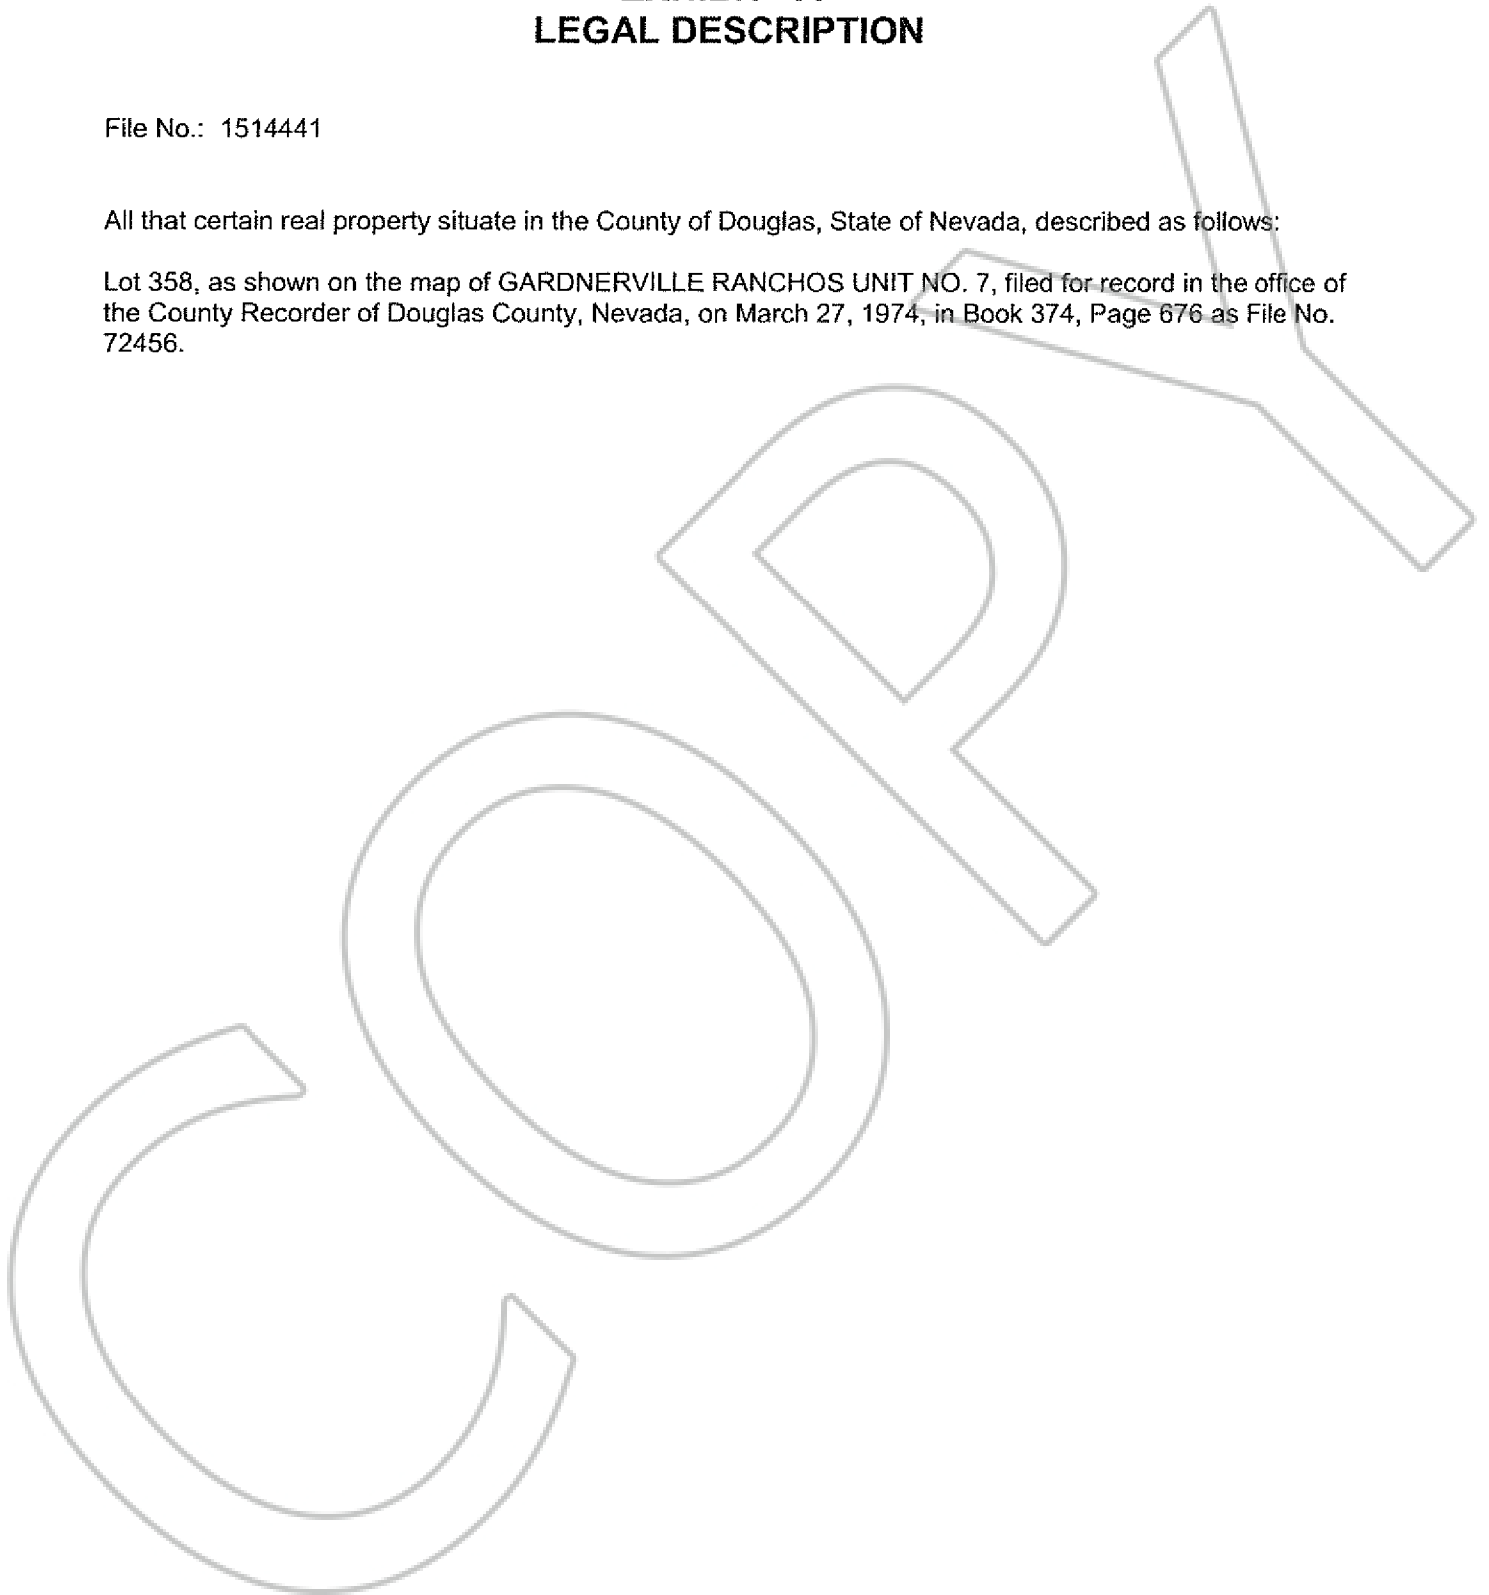 LEGAL DESCRIPTION
File No.: 1514441
All that certain real property situate in the County of Douglas, State of Nevada, described as follows:
Lot 358, as shown on the map of GARDNERVILLE RANCHOS UNIT NO. 7, filed for record in the office of
the County Recorder of Douglas County, Nevada, on March 27, 1974, in Book 374, Page 676 as File No.
72456.
COPY